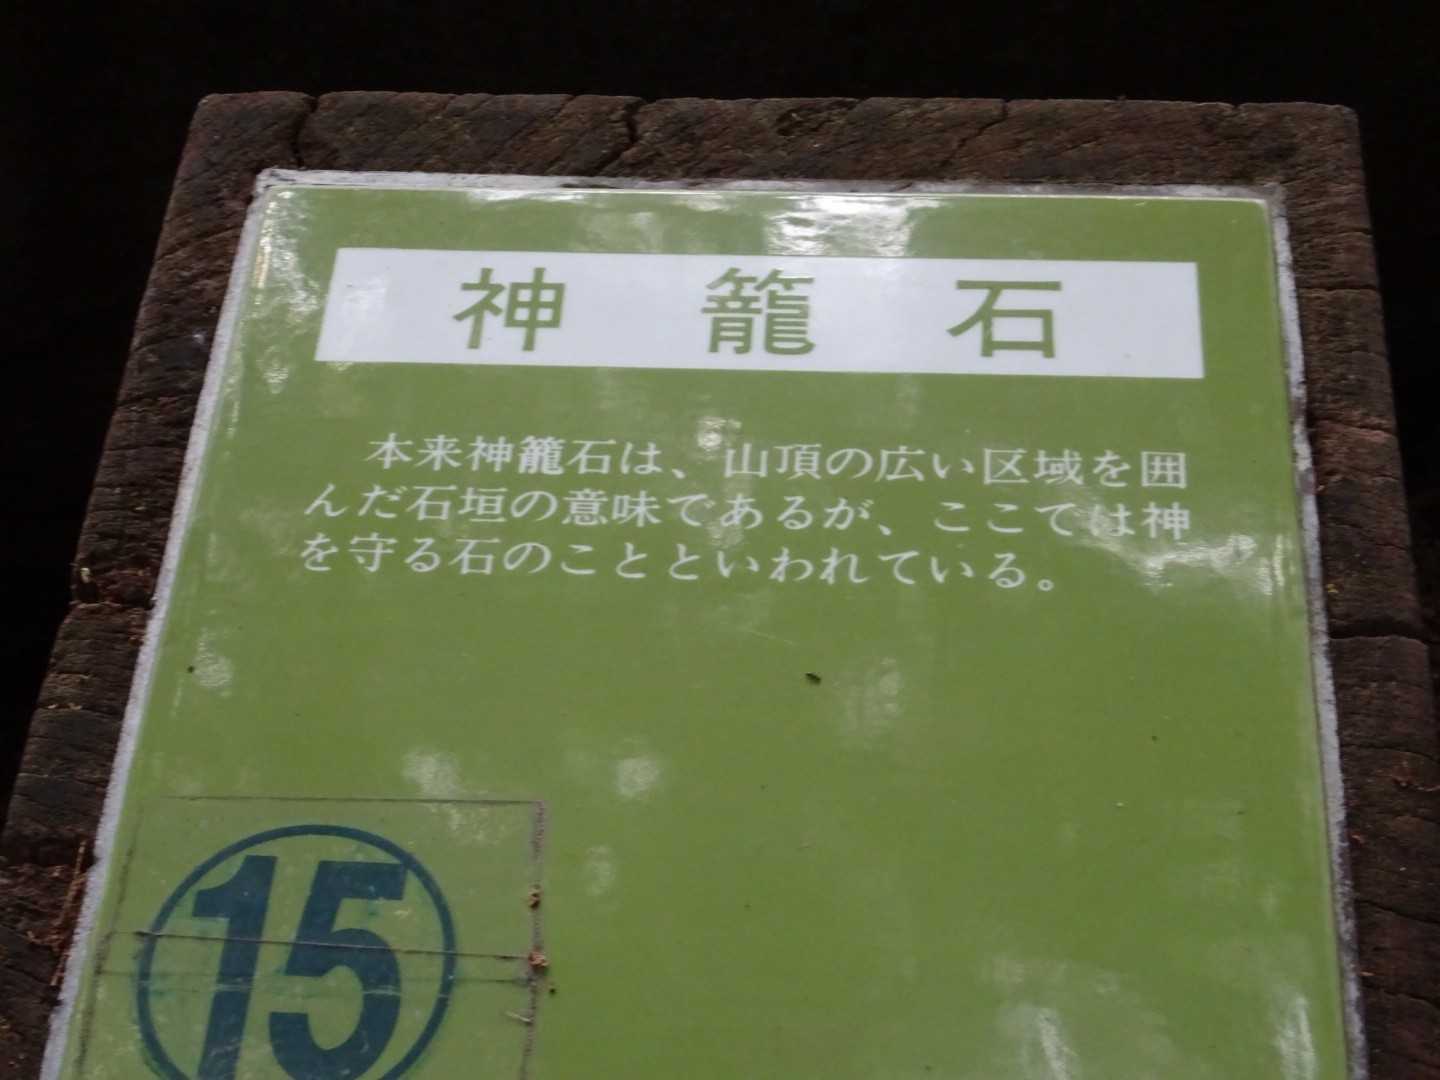 神籠石
本来神籠石は、山頂の広い区域を囲
んだ石垣の意味であるが、ここでは神
を守る石のことといわれている。
15